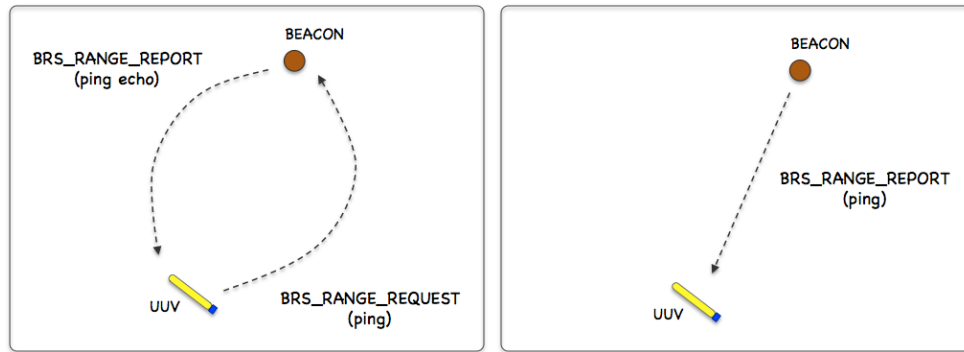 BEACON
BRS_RANGE_REPORT
(ping echo)
UUV
BRS_RANGE_REQUEST
(ping)
BEACON
BRS_RANGE_REPORT
(ping)
UUV